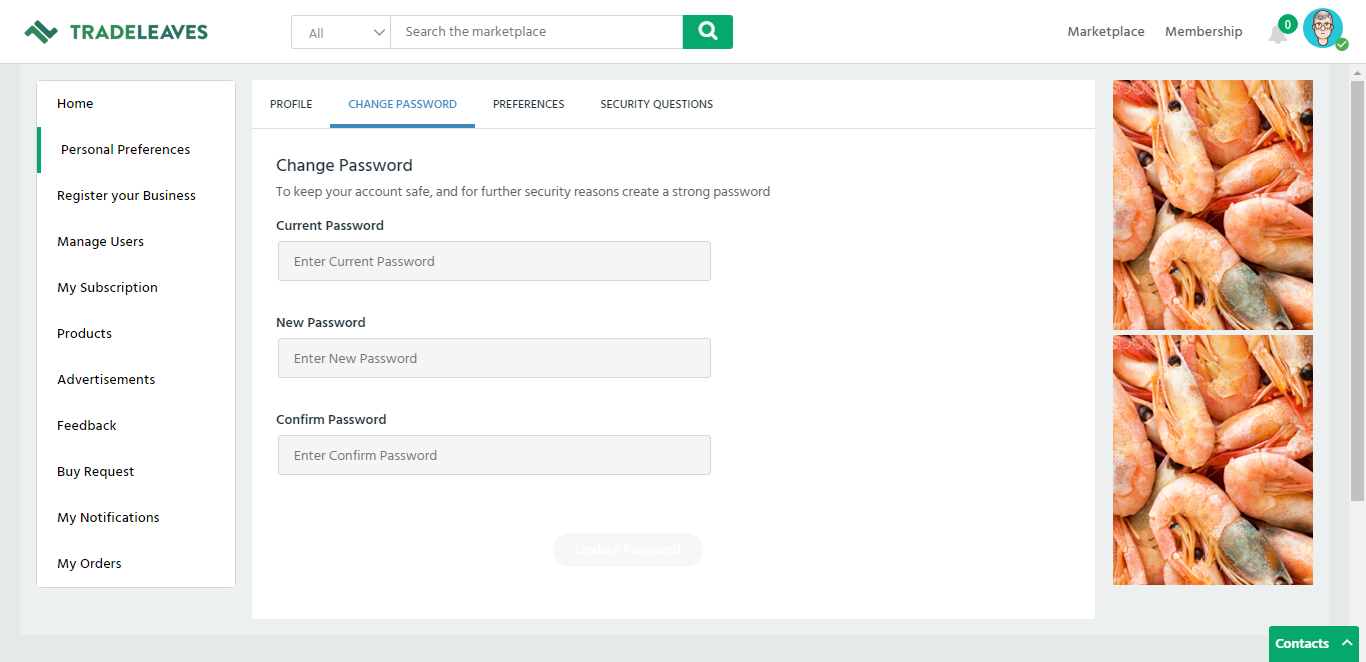 TRADELEAVES
All
Search the marketplace
Marketplace
Membership
0
Home
Personal Preferences
Register your Business
Manage Users
My Subscription
Products
Advertisements
Feedback
Buy Request
My Notifications
My Orders
PROFILE
CHANGE PASSWORD
PREFERENCES
SECURITY QUESTIONS
Change Password
To keep your account safe, and for further security reasons create a strong password
Current Password
Enter Current Password
New Password
Enter New Password
Confirm Password
Enter Confirm Password
Update Password
Contacts